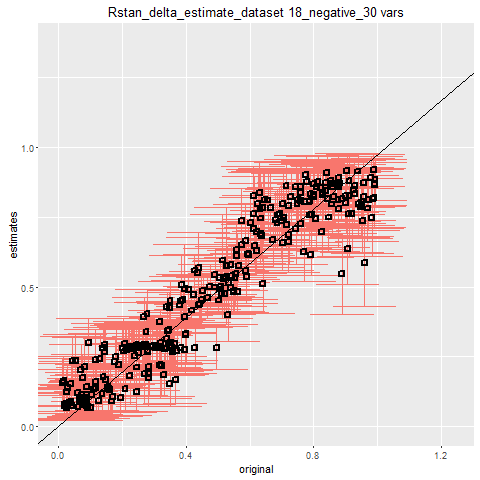 Rstan_delta_estimate_dataset 18_negative_30 vars
estimates
1.0
0.5
0.0
0.0 0.4 0.8 1.2
original